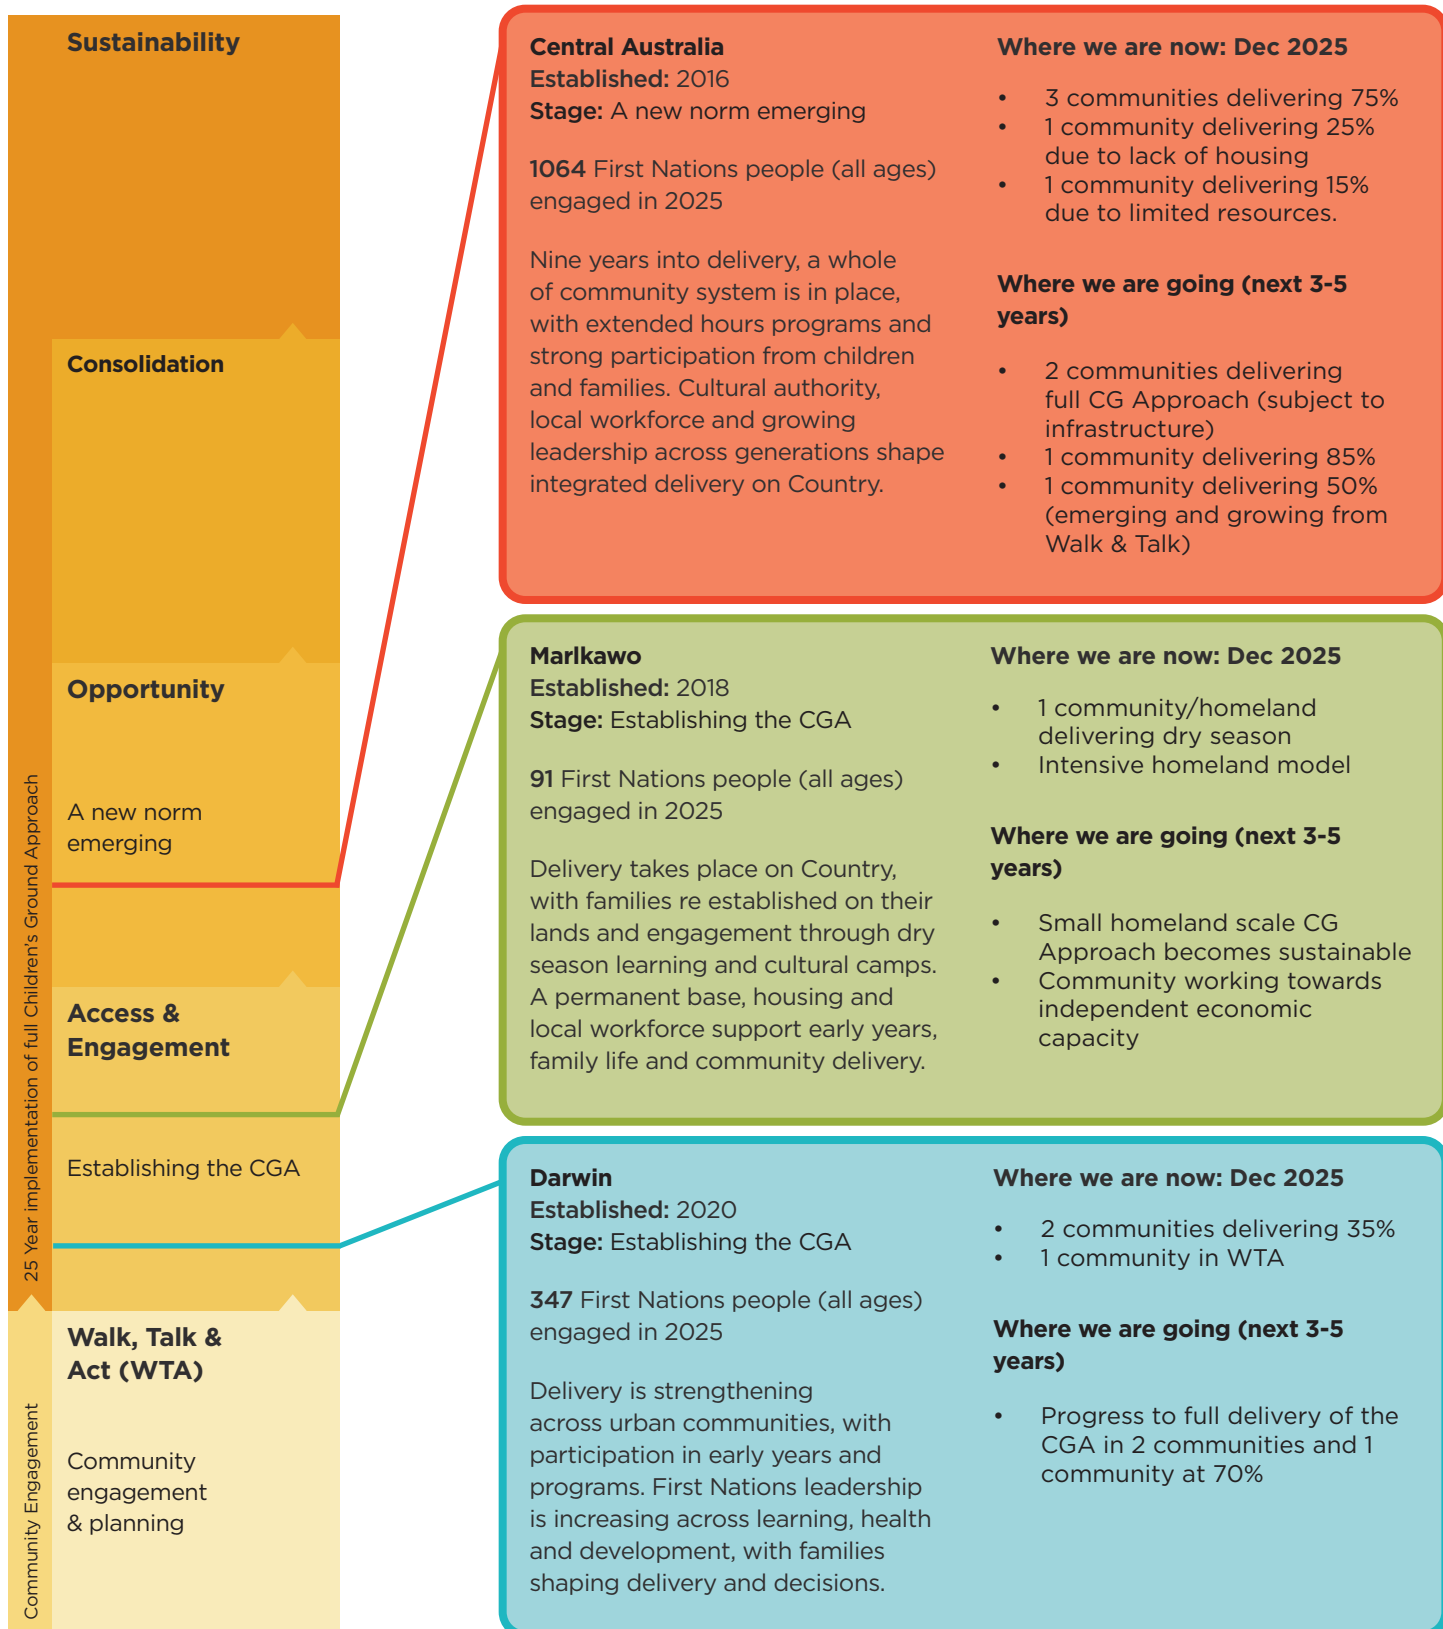 Sustainability
Consolidation
Opportunity
A new norm
emerging
Access &
Engagement
Establishing the CGA
Walk, Talk &
Act (WTA)
Community
engagement
& planning
25 Year implementation of full Children's Ground Approach
Community Engagement
Central Australia
Established: 2016
Stage: A new norm emerging
1064 First Nations people (all ages)
engaged in 2025
Nine years into delivery, a whole
of community system is in place,
with extended hours programs and
strong participation from children
and families. Cultural authority,
local workforce and growing
leadership across generations shape
integrated delivery on Country.
Where we are now: Dec 2025
• 3 communities delivering 75%
• 1 community delivering 25%
due to lack of housing
• 1 community delivering 15%
due to limited resources.
Where we are going (next 3-5
years)
• 2 communities delivering
full CG Approach (subject to
infrastructure)
• 1 community delivering 85%
• 1 community delivering 50%
(emerging and growing from
Walk & Talk)
Marlkawo
Established: 2018
Stage: Establishing the CGA
91 First Nations people (all ages)
engaged in 2025
Delivery takes place on Country,
with families re established on their
lands and engagement through dry
season learning and cultural camps.
A permanent base, housing and
local workforce support early years,
family life and community delivery.
Where we are now: Dec 2025
• 1 community/homeland
delivering dry season
• Intensive homeland model
Where we are going (next 3-5
years)
• Small homeland scale CG
Approach becomes sustainable
• Community working towards
independent economic
capacity
Darwin
Established: 2020
Stage: Establishing the CGA
347 First Nations people (all ages)
engaged in 2025
Delivery is strengthening
across urban communities, with
participation in early years and
programs. First Nations leadership
is increasing across learning, health
and development, with families
shaping delivery and decisions.
Where we are now: Dec 2025
• 2 communities delivering 35%
• 1 community in WTA
Where we are going (next 3-5
years)
• Progress to full delivery of the
CGA in 2 communities and 1
community at 70%